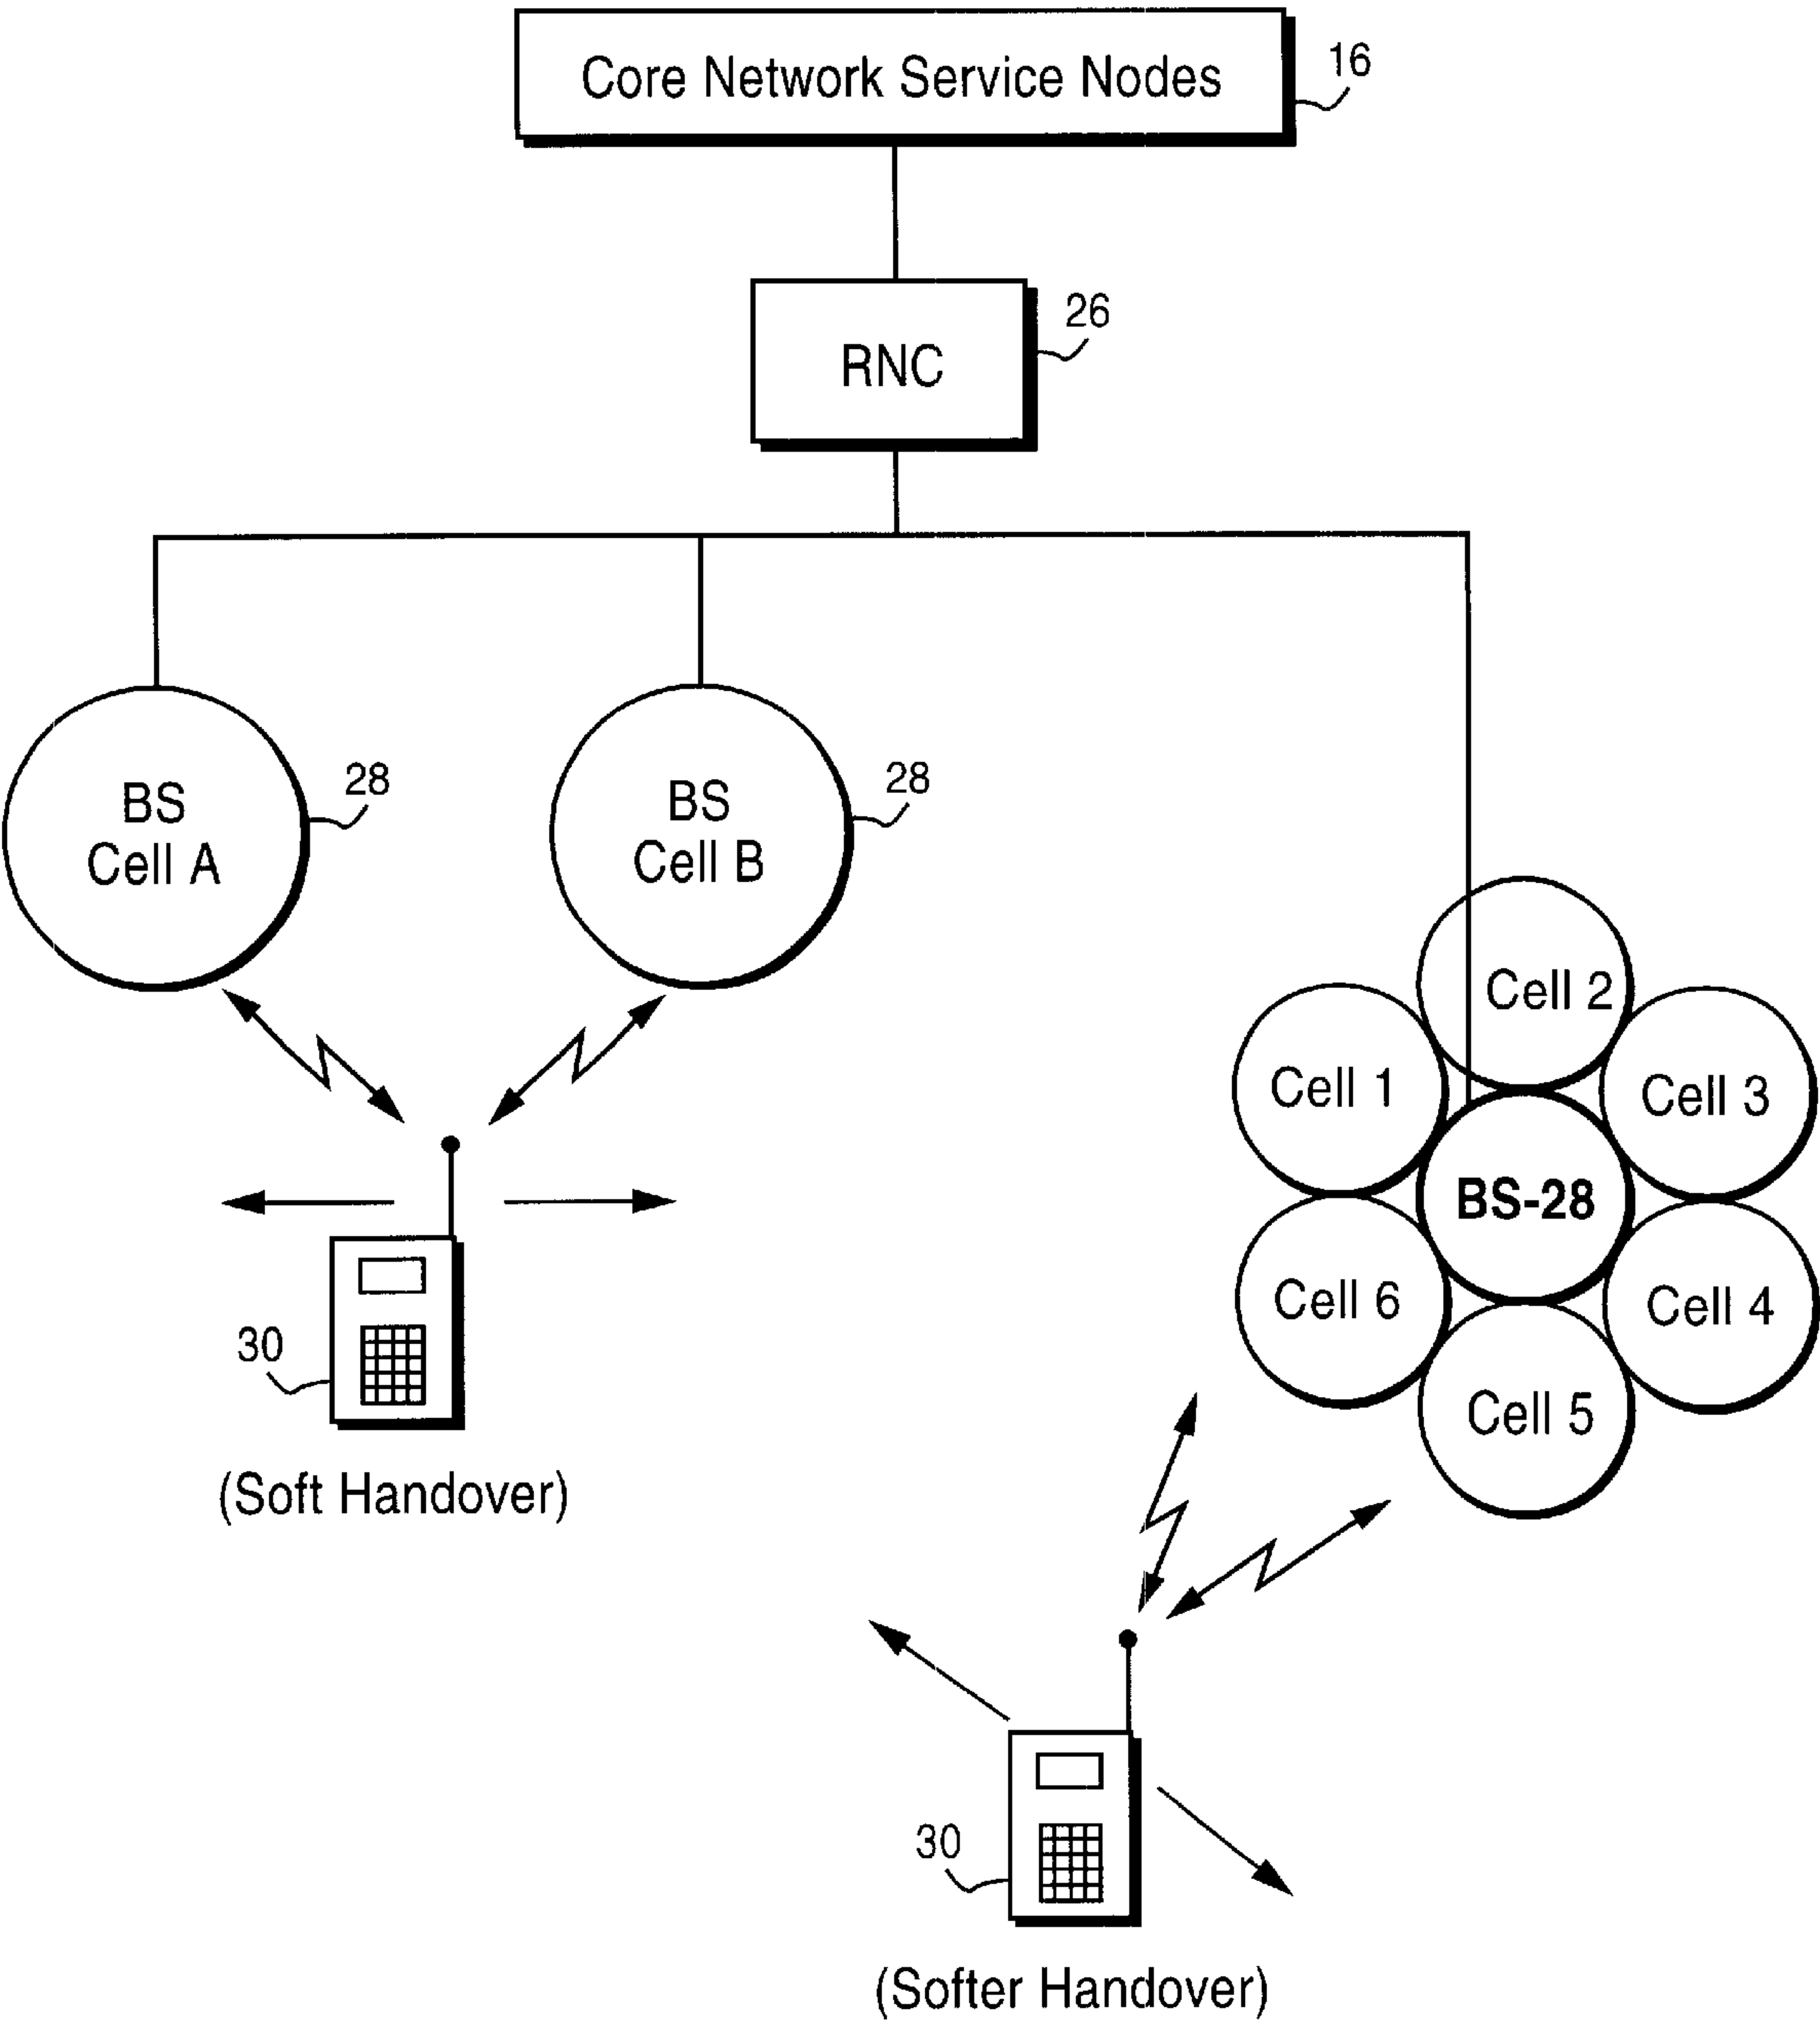 Core Network Service Nodes
16
RNC
26
BS
Cell A
28
BS
Cell B
28
Cell 2
Cell 1
Cell 3
BS-28
Cell 6
Cell 4
Cell 5
30
(Soft Handover)
30
(Softer Handover)